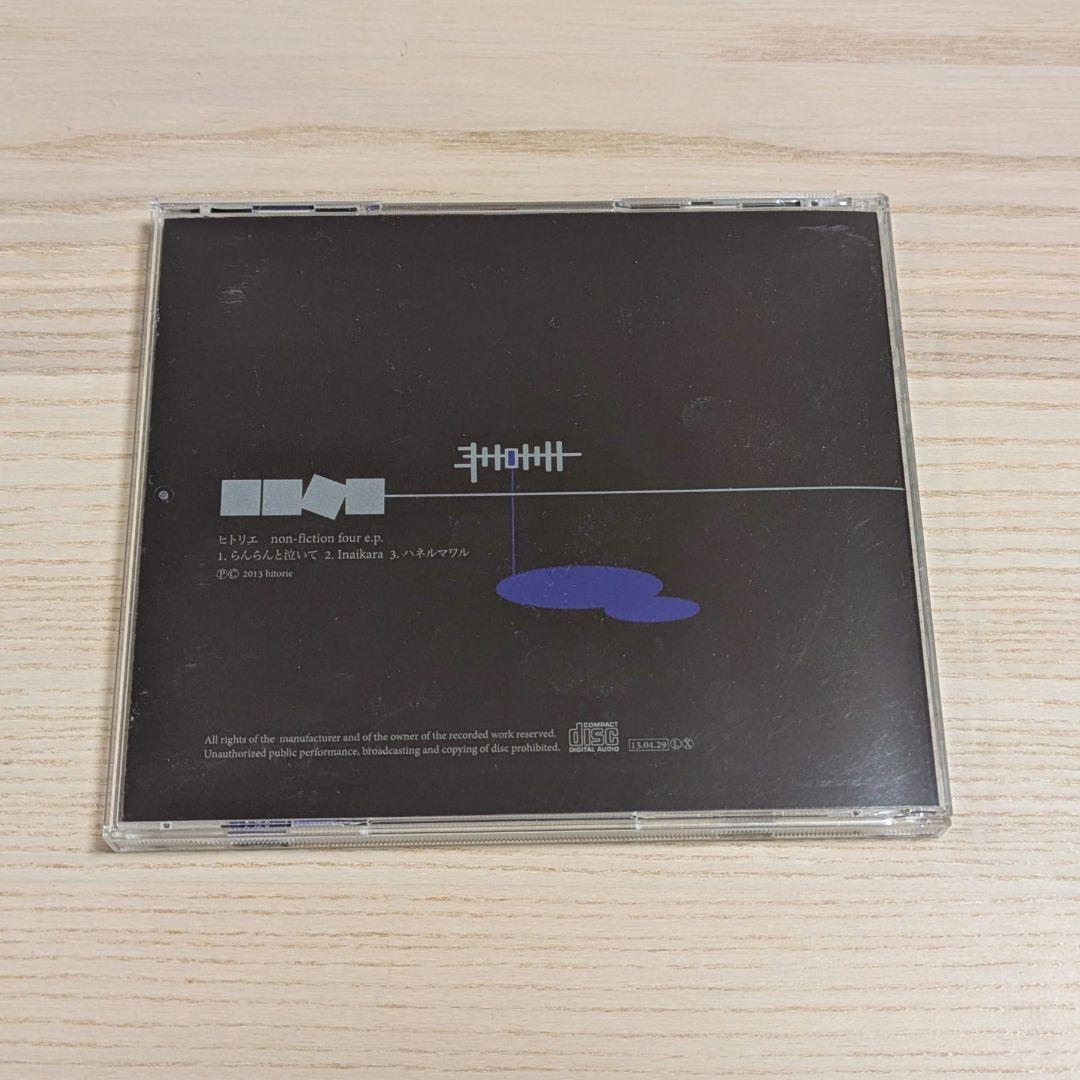 ヒトリエ non-fiction four e.p.
1. らんらんと泣いて 2. Inaikara 3. ハネルマワル
ⓅⒸ 2013 hitorie
All rights of the manufacturer and of the owner of the recorded work reserved.
Unauthorized public performance, broadcasting and copying of disc prohibited.
COMPACT
disc
DIGITAL AUDIO
13.04.29 Ⓛ Ⓧ